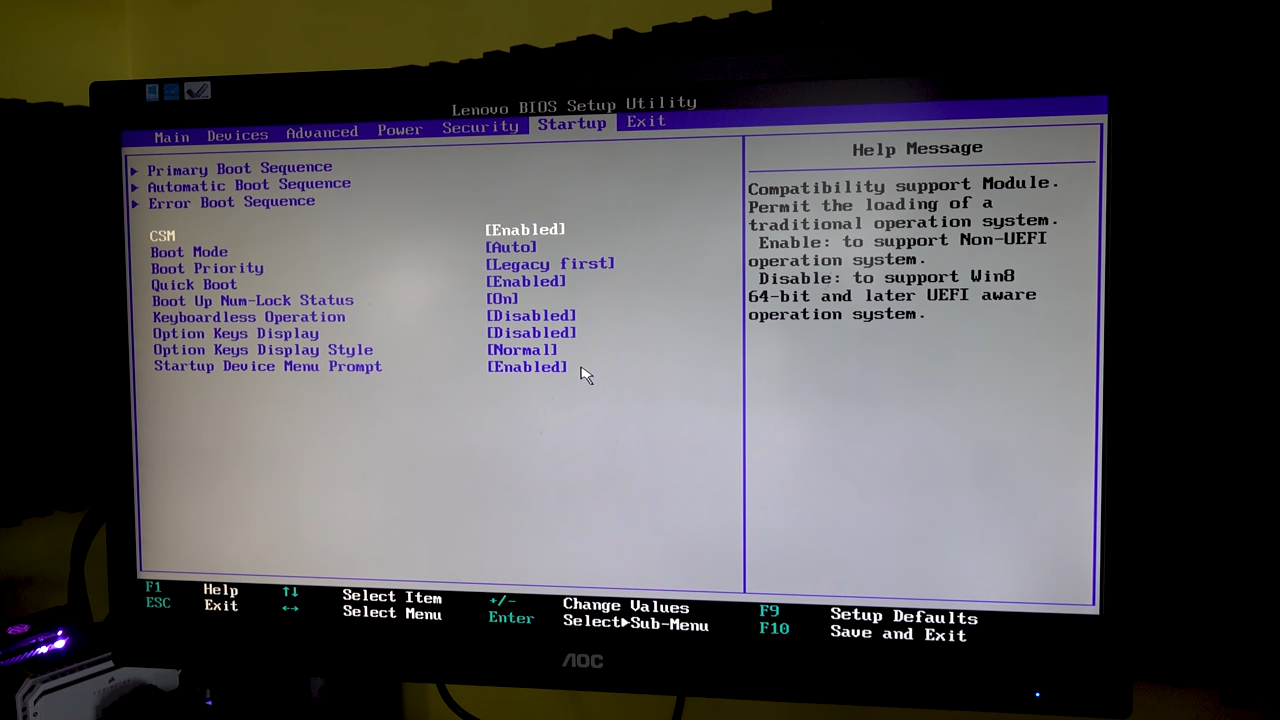 Lenovo BIOS Setup Utility
Main Devices Advanced Power Security Startup Exit
Primary Boot Sequence
Automatic Boot Sequence
Error Boot Sequence
CSM [Enabled]
Boot Mode [Auto]
Boot Priority [Legacy first]
Quick Boot [Enabled]
Boot Up Num-Lock Status [On]
Keyboardless Operation [Disabled]
Option Keys Display [Disabled]
Option Keys Display Style [Normal]
Startup Device Menu Prompt [Enabled]
Help Message
Compatibility support Module.
Permit the loading of a
traditional operation system.
Enable: to support Non-UEFI
operation system.
Disable: to support Win8
64-bit and later UEFI aware
operation system.
F1 Help ↑↓ Select Item +/- Change Values F9 Setup Defaults
ESC Exit ←→ Select Menu Enter Select▶Sub-Menu F10 Save and Exit
AOC